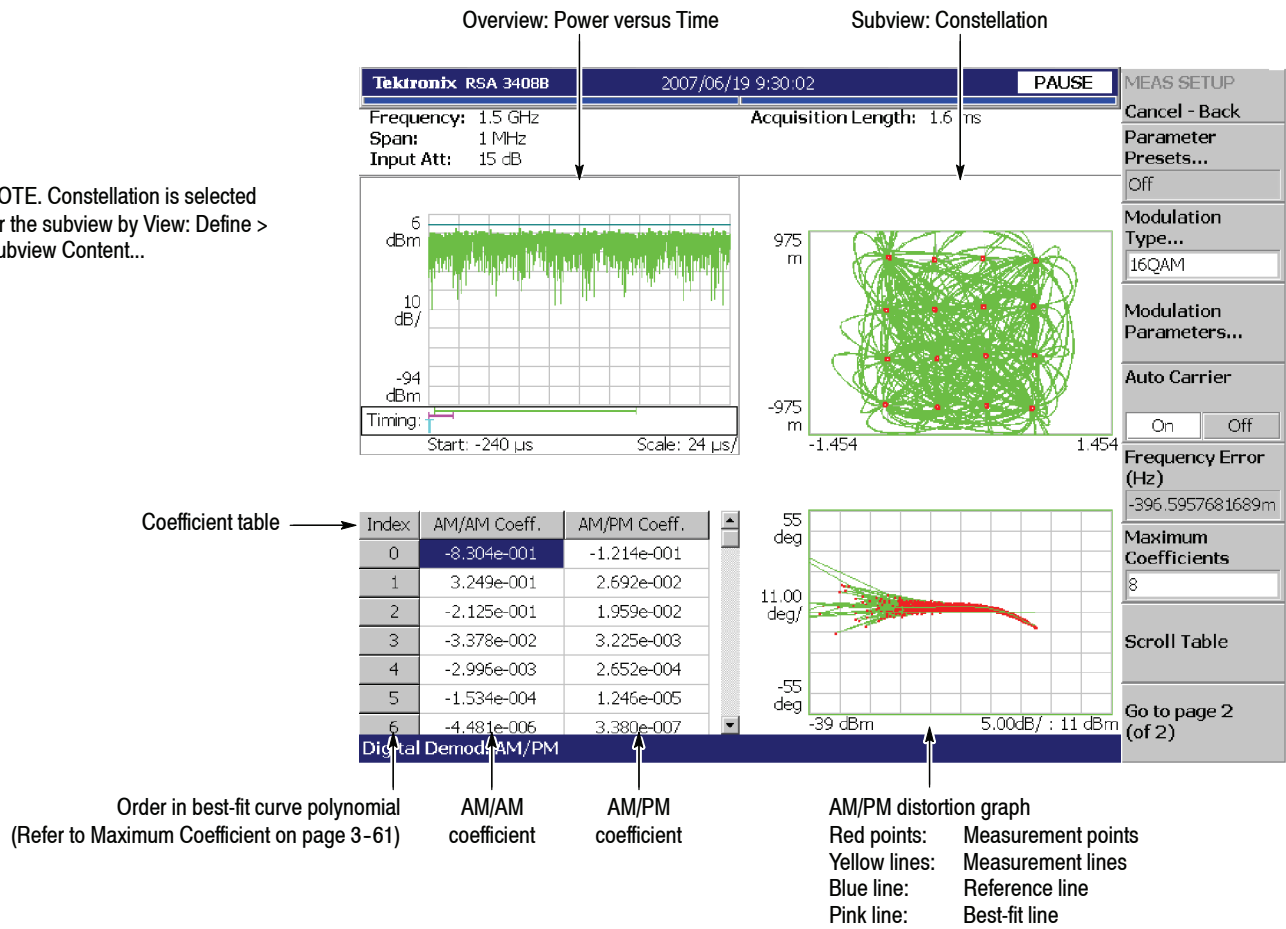 Overview: Power versus Time
Subview: Constellation
Tektronix RSA 3408B
2007/06/19 9:30:02
PAUSE
Frequency: 1.5 GHz
Span: 1 MHz
Input Att: 15 dB
Acquisition Length: 1.6 ms
OTE. Constellation is selected
r the subview by View: Define >
ubview Content...
6
dBm
10
dB/
-94
dBm
Timing:
Start: -240 µs
Scale: 24 µs/
975
m
-975
m
-1.454
1.454
Coefficient table
Index AM/AM Coeff. AM/PM Coeff.
0 -8.304e-001 -1.214e-001
1 3.249e-001 2.692e-002
2 -2.125e-001 1.959e-002
3 -3.378e-002 3.225e-003
4 -2.996e-003 2.652e-004
5 -1.534e-004 1.246e-005
6 -4.481e-006 3.380e-007
55
deg
11.00
deg/
-55
deg
-39 dBm
5.00dB/ : 11 dBm
Digital Demod: AM/PM
MEAS SETUP
Cancel - Back
Parameter
Presets...
Off
Modulation
Type...
16QAM
Modulation
Parameters...
Auto Carrier
On Off
Frequency Error
(Hz)
-396.5957681689m
Maximum
Coefficients
8
Scroll Table
Go to page 2
(of 2)
Order in best-fit curve polynomial
(Refer to Maximum Coefficient on page 3-61)
AM/AM
coefficient
AM/PM
coefficient
AM/PM distortion graph
Red points: Measurement points
Yellow lines: Measurement lines
Blue line: Reference line
Pink line: Best-fit line